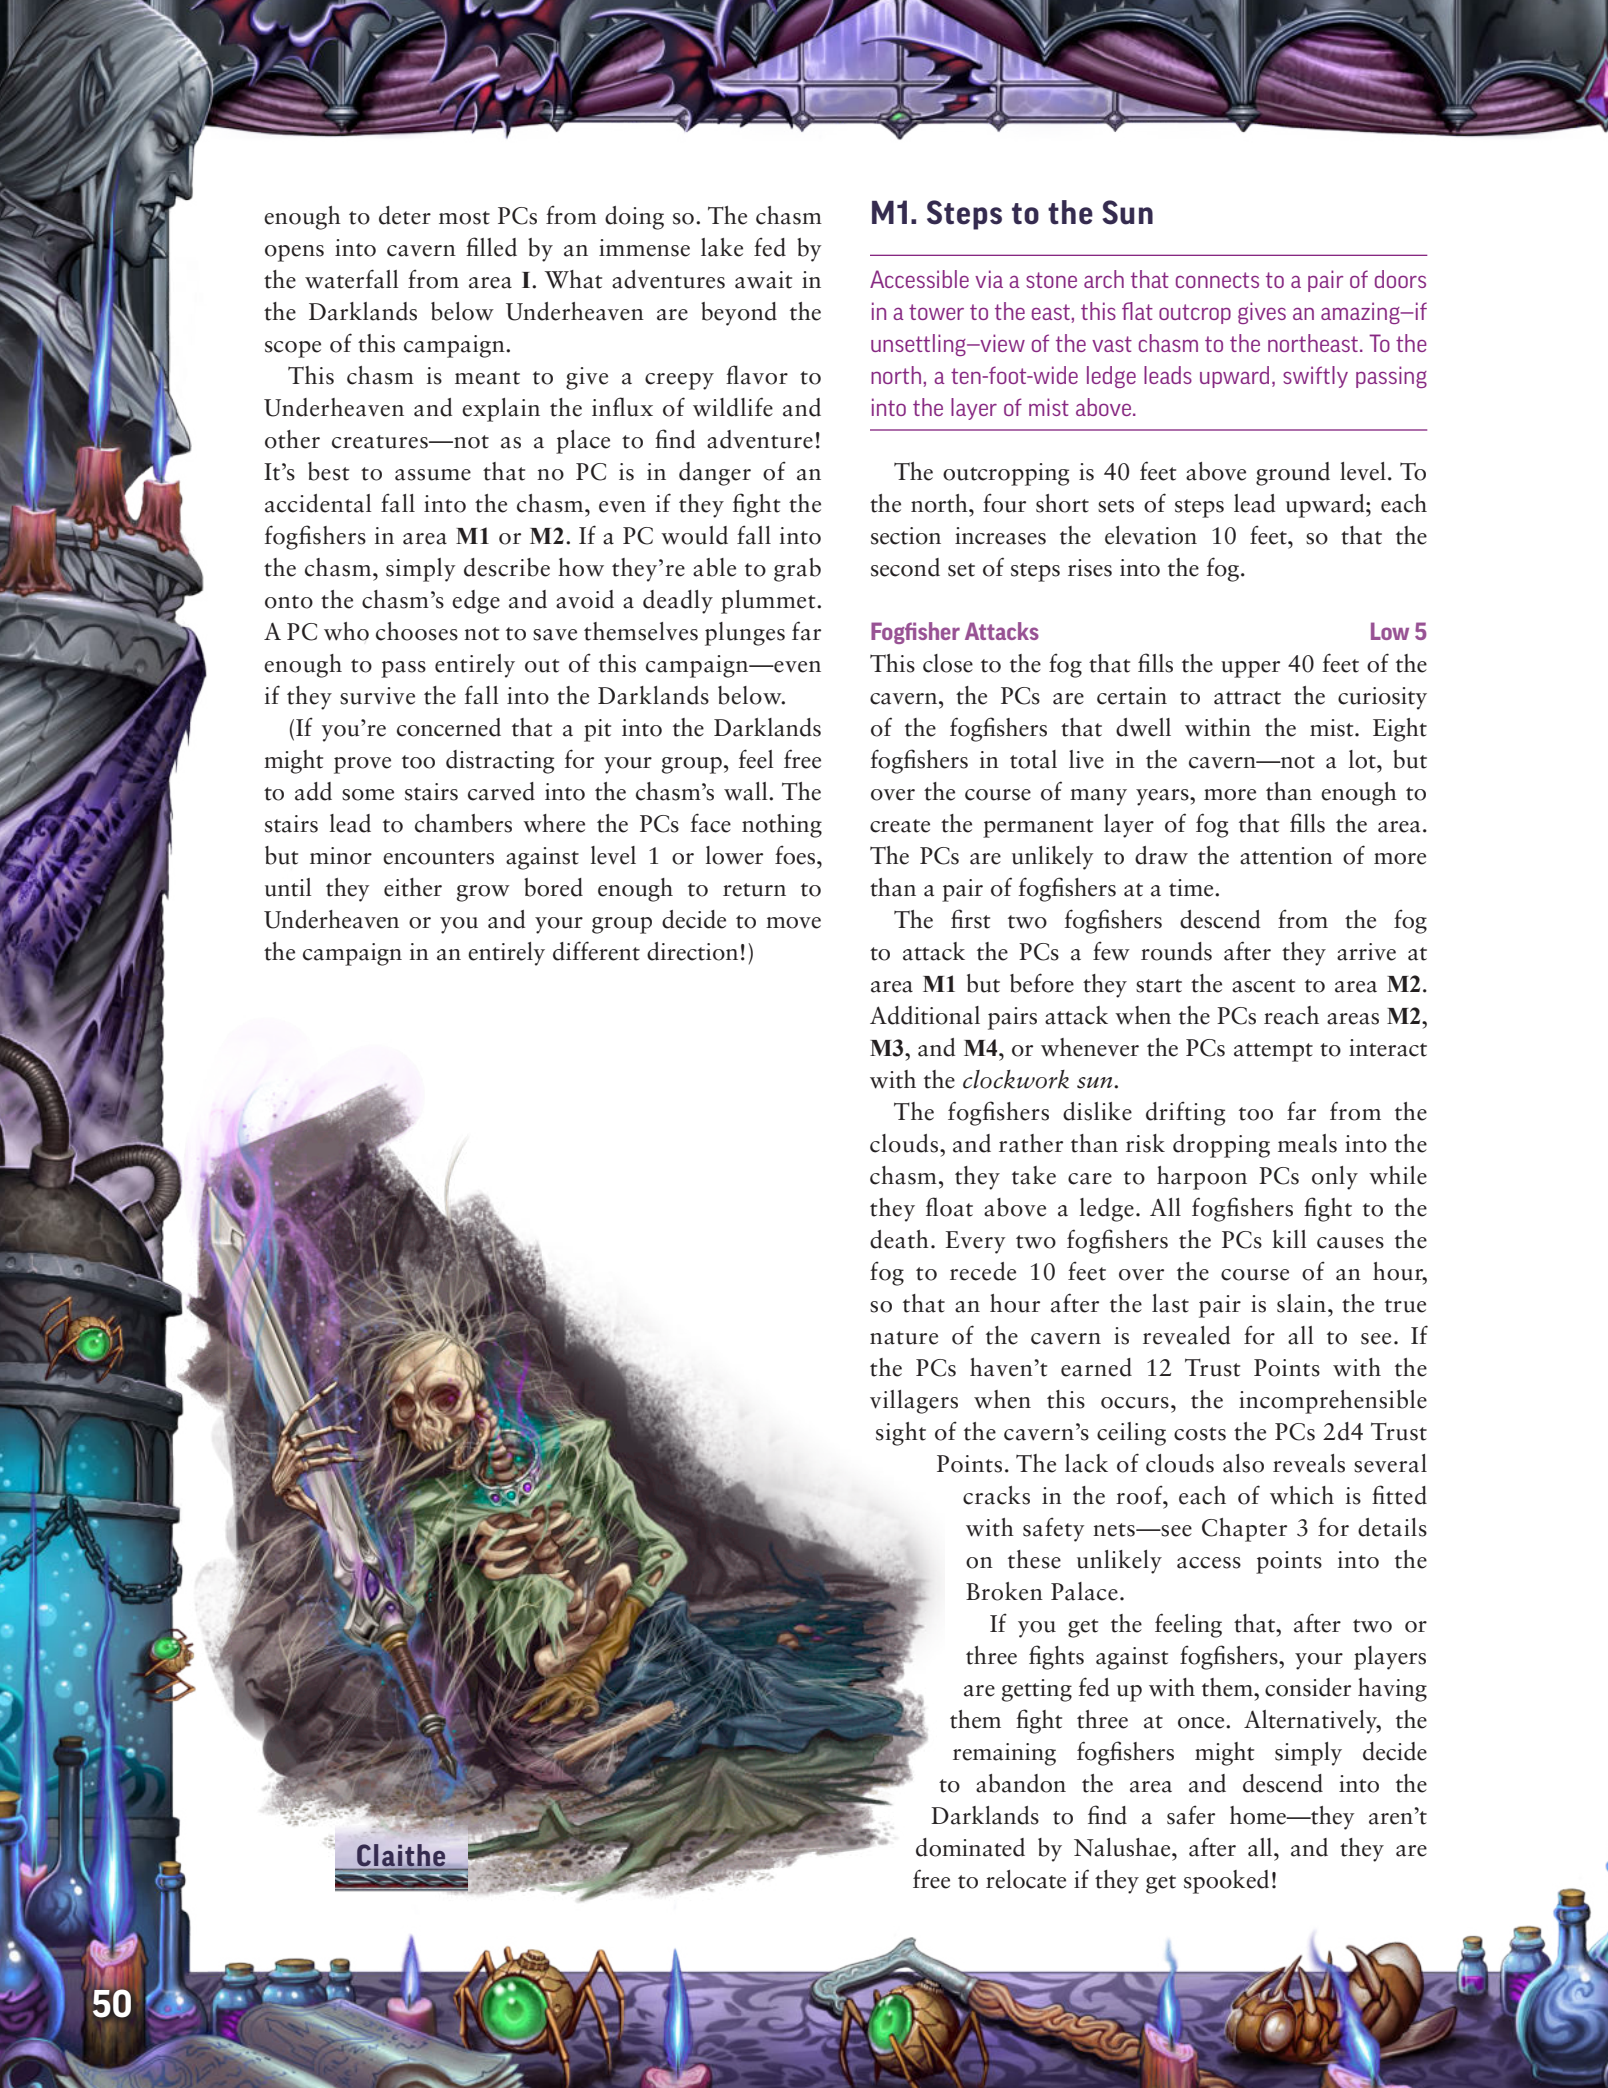 enough to deter most PCs from doing so. The chasm
opens into cavern filled by an immense lake fed by
the waterfall from area I. What adventures await in
the Darklands below Underheaven are beyond the
scope of this campaign.
This chasm is meant to give a creepy flavor to
Underheaven and explain the influx of wildlife and
other creatures—not as a place to find adventure!
It's best to assume that no PC is in danger of an
accidental fall into the chasm, even if they fight the
fogfishers in area M1 or M2. If a PC would fall into
the chasm, simply describe how they're able to grab
onto the chasm's edge and avoid a deadly plummet.
A PC who chooses not to save themselves plunges far
enough to pass entirely out of this campaign—even
if they survive the fall into the Darklands below.
(If you're concerned that a pit into the Darklands
might prove too distracting for your group, feel free
to add some stairs carved into the chasm's wall. The
stairs lead to chambers where the PCs face nothing
but minor encounters against level 1 or lower foes,
until they either grow bored enough to return to
Underheaven or you and your group decide to move
the campaign in an entirely different direction!)
Claithe
M1. Steps to the Sun
Accessible via a stone arch that connects to a pair of doors
in a tower to the east, this flat outcrop gives an amazing—if
unsettling—view of the vast chasm to the northeast. To the
north, a ten-foot-wide ledge leads upward, swiftly passing
into the layer of mist above.
The outcropping is 40 feet above ground level. To
the north, four short sets of steps lead upward; each
section increases the elevation 10 feet, so that the
second set of steps rises into the fog.
Fogfisher Attacks Low 5
This close to the fog that fills the upper 40 feet of the
cavern, the PCs are certain to attract the curiosity
of the fogfishers that dwell within the mist. Eight
fogfishers in total live in the cavern—not a lot, but
over the course of many years, more than enough to
create the permanent layer of fog that fills the area.
The PCs are unlikely to draw the attention of more
than a pair of fogfishers at a time.
The first two fogfishers descend from the fog
to attack the PCs a few rounds after they arrive at
area M1 but before they start the ascent to area M2.
Additional pairs attack when the PCs reach areas M2,
M3, and M4, or whenever the PCs attempt to interact
with the clockwork sun.
The fogfishers dislike drifting too far from the
clouds, and rather than risk dropping meals into the
chasm, they take care to harpoon PCs only while
they float above a ledge. All fogfishers fight to the
death. Every two fogfishers the PCs kill causes the
fog to recede 10 feet over the course of an hour,
so that an hour after the last pair is slain, the true
nature of the cavern is revealed for all to see. If
the PCs haven't earned 12 Trust Points with the
villagers when this occurs, the incomprehensible
sight of the cavern's ceiling costs the PCs 2d4 Trust
Points. The lack of clouds also reveals several
cracks in the roof, each of which is fitted
with safety nets—see Chapter 3 for details
on these unlikely access points into the
Broken Palace.
If you get the feeling that, after two or
three fights against fogfishers, your players
are getting fed up with them, consider having
them fight three at once. Alternatively, the
remaining fogfishers might simply decide
to abandon the area and descend into the
Darklands to find a safer home—they aren't
dominated by Nalushae, after all, and they are
free to relocate if they get spooked!
50